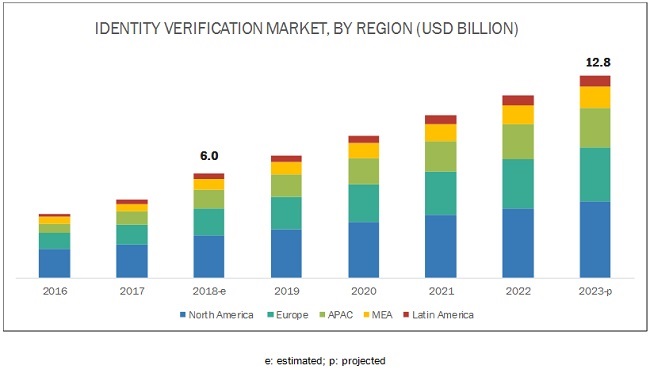 IDENTITY VERIFICATION MARKET, BY REGION (USD BILLION)
12.8
6.0
2016 2017 2018-e 2019 2020 2021 2022 2023-p
North America Europe APAC MEA Latin America
e: estimated; p: projected